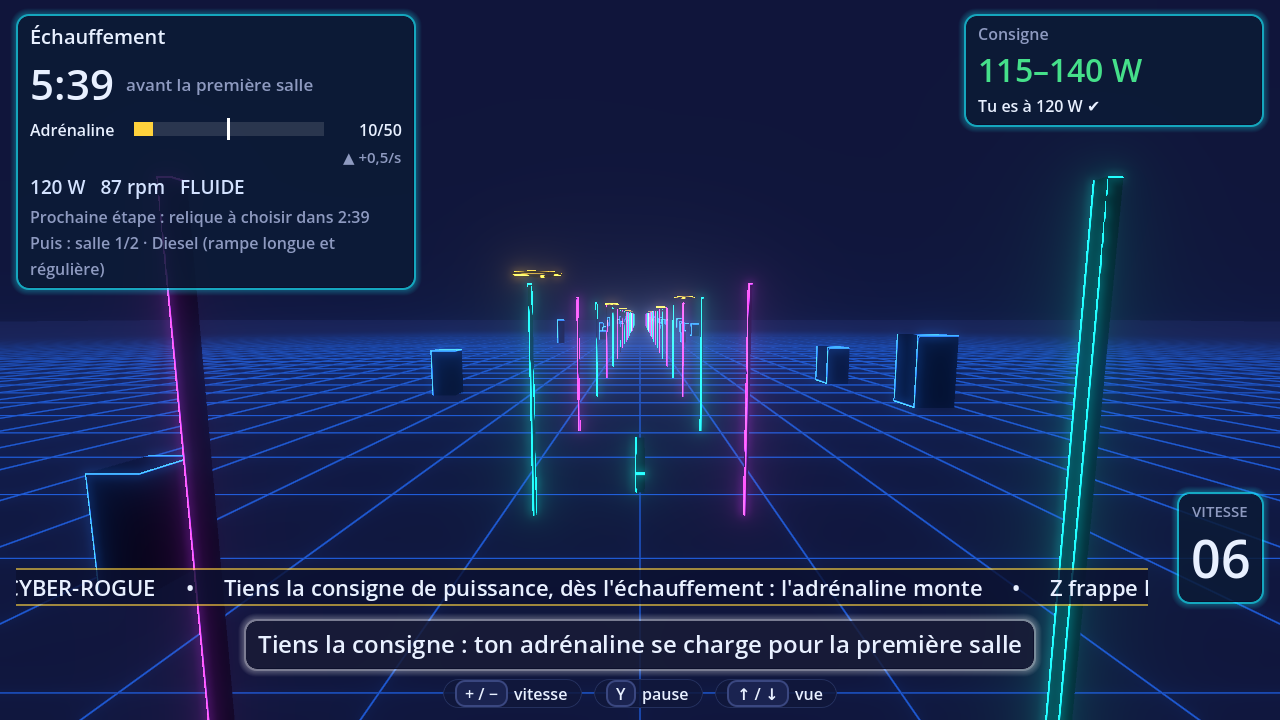 Échauffement
5:39 avant la première salle
Adrénaline 10/50
▲ +0,5/s
120 W 87 rpm FLUIDE
Prochaine étape : relique à choisir dans 2:39
Puis : salle 1/2 · Diesel (rampe longue et
régulière)
Consigne
115–140 W
Tu es à 120 W ✔
VITESSE
06
YBER-ROGUE • Tiens la consigne de puissance, dès l'échauffement : l'adrénaline monte • Z frappe
Tiens la consigne : ton adrénaline se charge pour la première salle
+ / − vitesse Y pause ↑ / ↓ vue